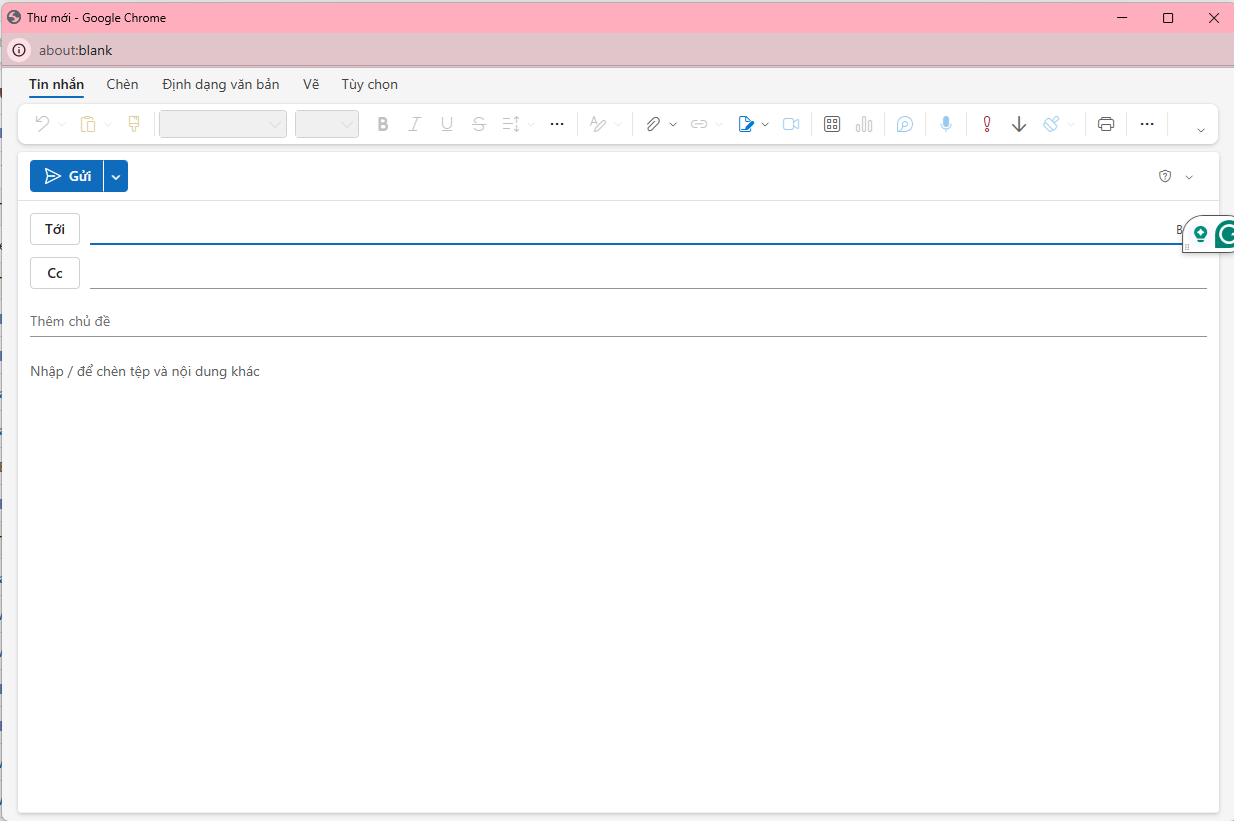 Thư mới - Google Chrome
about:blank
Tin nhắn Chèn Định dạng văn bản Vẽ Tùy chọn
Gửi
Tới
Cc
Thêm chủ đề
Nhập / để chèn tệp và nội dung khác